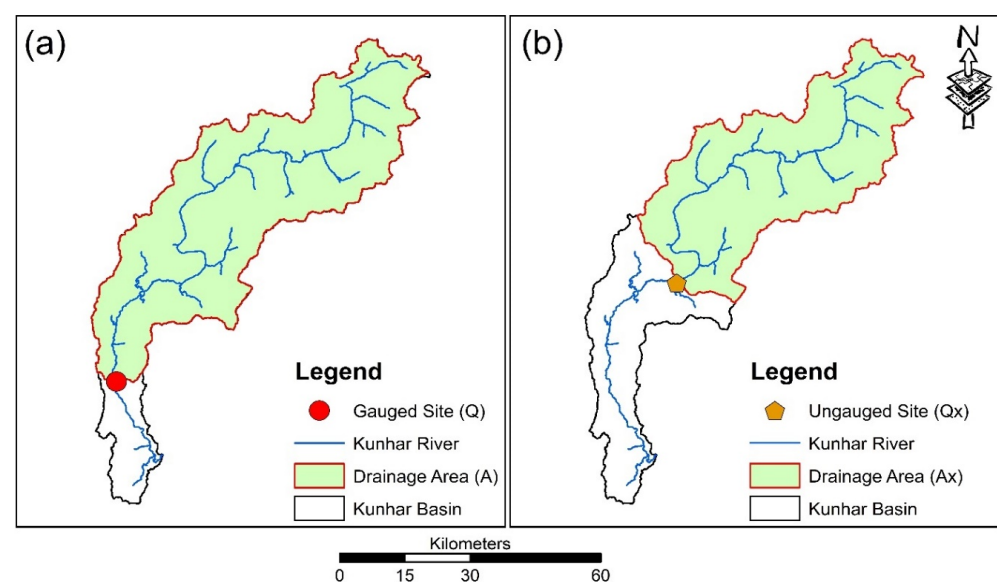 (a)
Legend
Gauged Site (Q)
Kunhar River
Drainage Area (A)
Kunhar Basin
(b)
N
Legend
Ungauged Site (Qx)
Kunhar River
Drainage Area (Ax)
Kunhar Basin
Kilometers
0 15 30 60